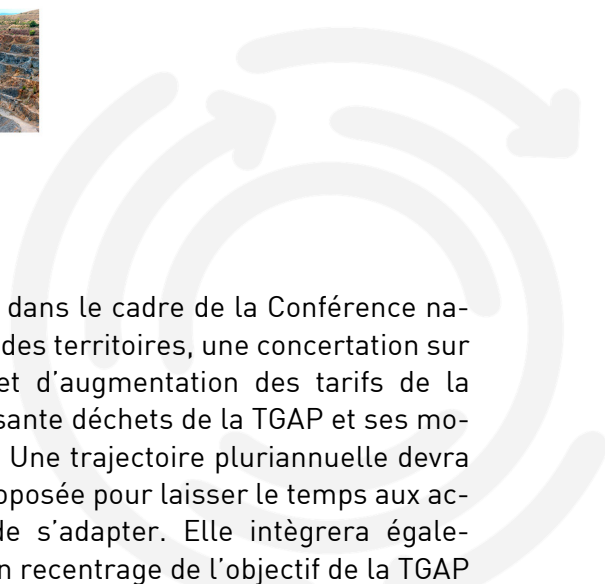 dans le cadre de la Conférence na-
des territoires, une concertation sur
et d'augmentation des tarifs de la
sante déchets de la TGAP et ses mo-
Une trajectoire pluriannuelle devra
oposée pour laisser le temps aux ac-
de s'adapter. Elle intègrera égale-
n recentrage de l'objectif de la TGAP